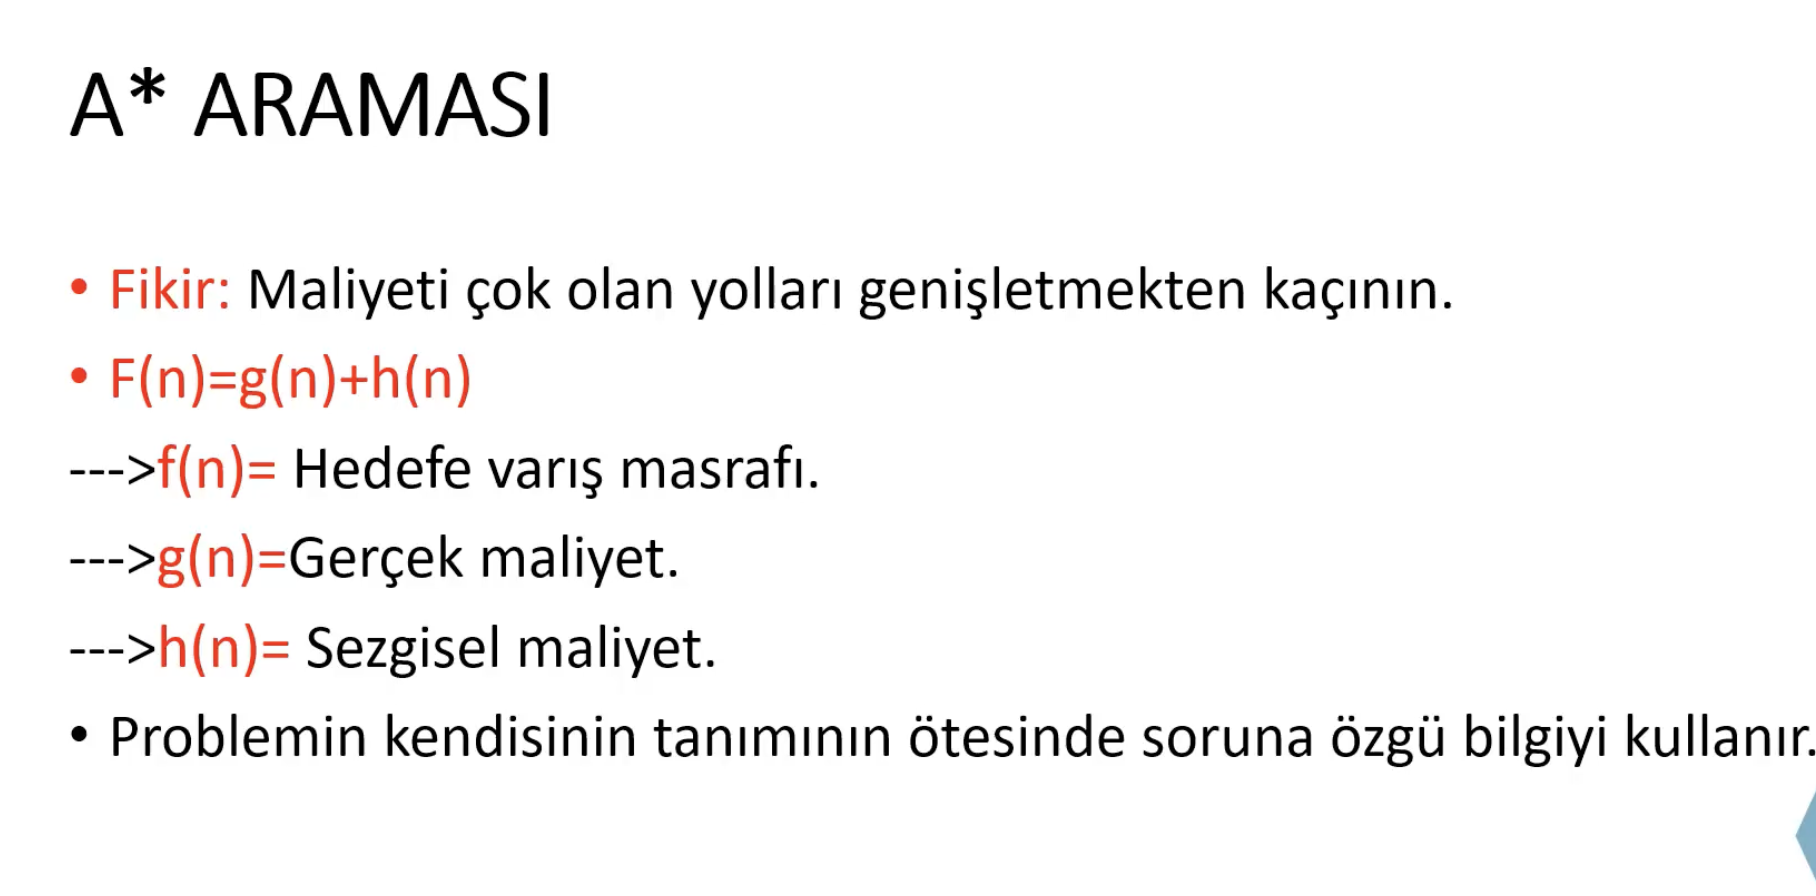 A* ARAMASI
• Fikir: Maliyeti çok olan yolları genişletmekten kaçının.
• F(n)=g(n)+h(n)
--->f(n)= Hedefe varış masrafı.
--->g(n)=Gerçek maliyet.
--->h(n)= Sezgisel maliyet.
• Problemin kendisinin tanımının ötesinde soruna özgü bilgiyi kullanır.